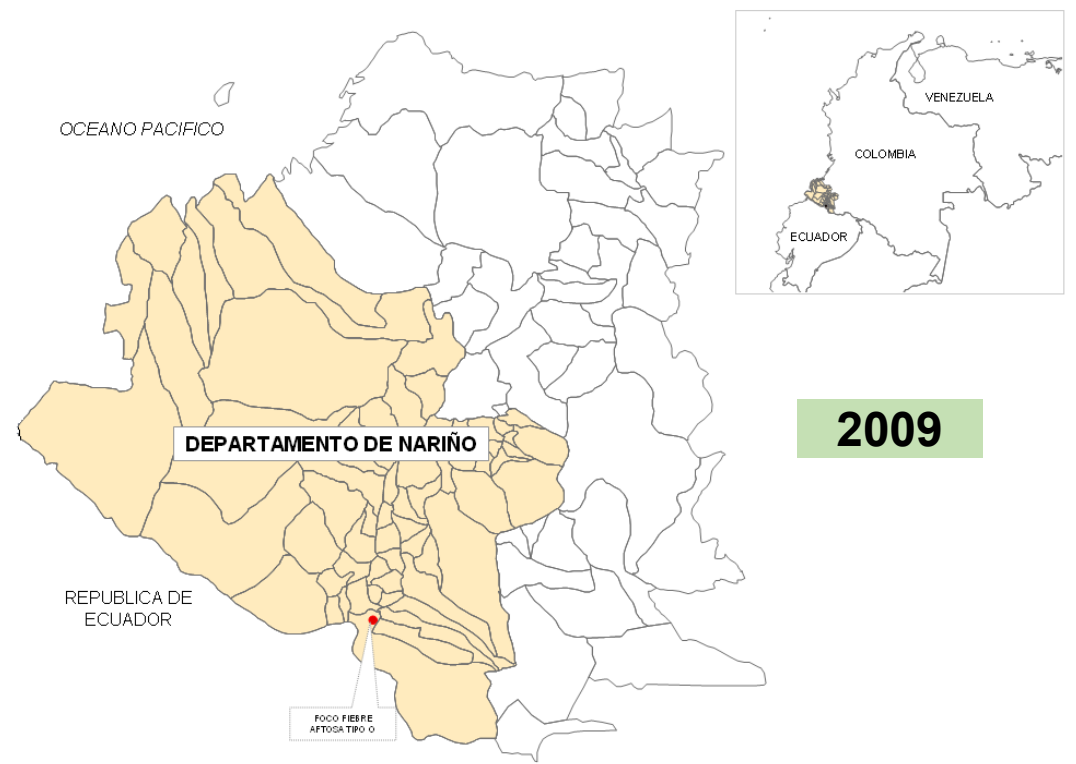 OCEANO PACIFICO
VENEZUELA
COLOMBIA
ECUADOR
2009
DEPARTAMENTO DE NARIÑO
REPUBLICA DE
ECUADOR
FOCO FIEBRE
AFTOSA TIPO O